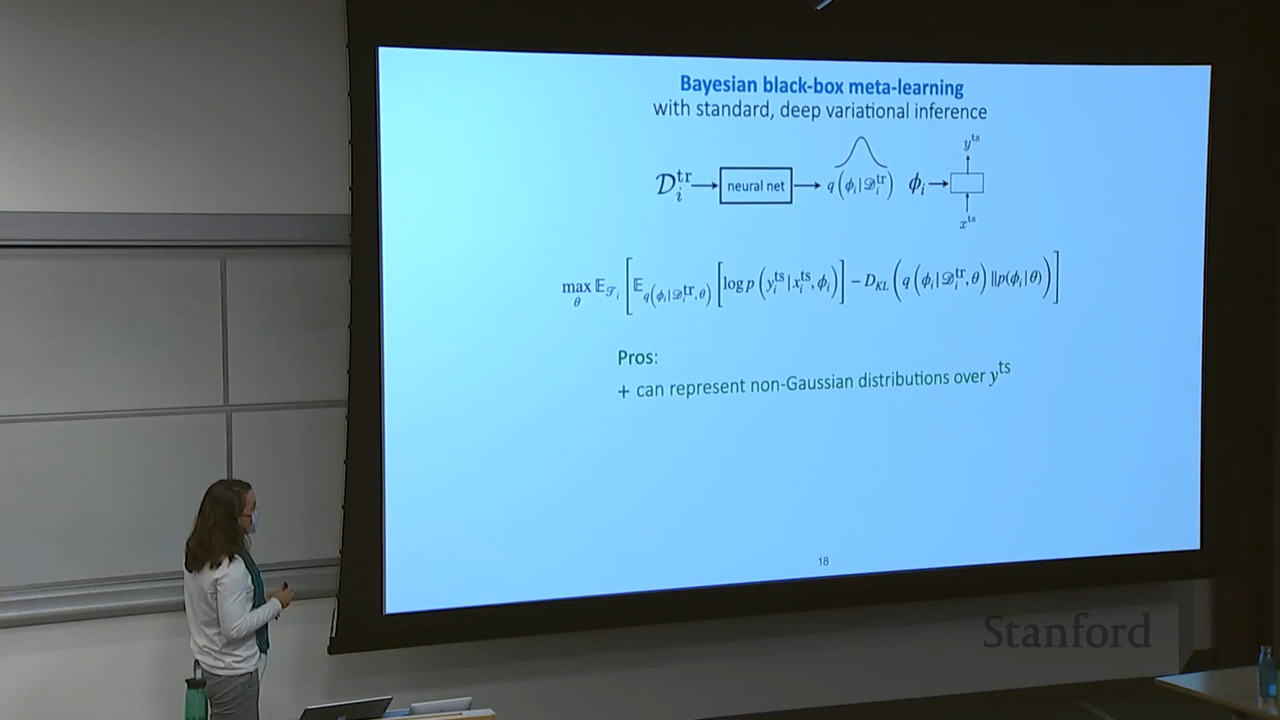 Bayesian black-box meta-learning
with standard, deep variational inference
𝒟ᵢᵗʳ → neural net → q(ϕᵢ|𝒟ᵢᵗʳ) ϕᵢ → yᵗˢ xᵗˢ
max_θ 𝔼_𝒯ᵢ [𝔼_q(ϕᵢ|𝒟ᵢᵗʳ,θ) [log p(yᵢᵗˢ|xᵢᵗˢ, ϕᵢ)] − D_KL (q(ϕᵢ|𝒟ᵢᵗʳ, θ) ‖p(ϕᵢ|θ))]
Pros:
+ can represent non-Gaussian distributions over yᵗˢ
18
Stanford